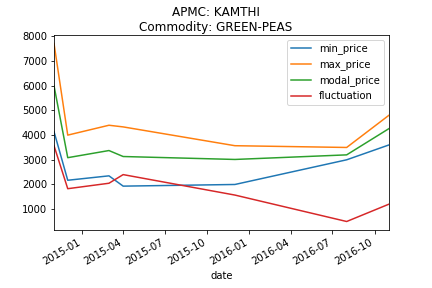 APMC: KAMTHI
Commodity: GREEN-PEAS
min_price
max_price
modal_price
fluctuation
8000
7000
6000
5000
4000
3000
2000
1000
2015-01
2015-04
2015-07
2015-10
2016-01
2016-04
2016-07
2016-10
date